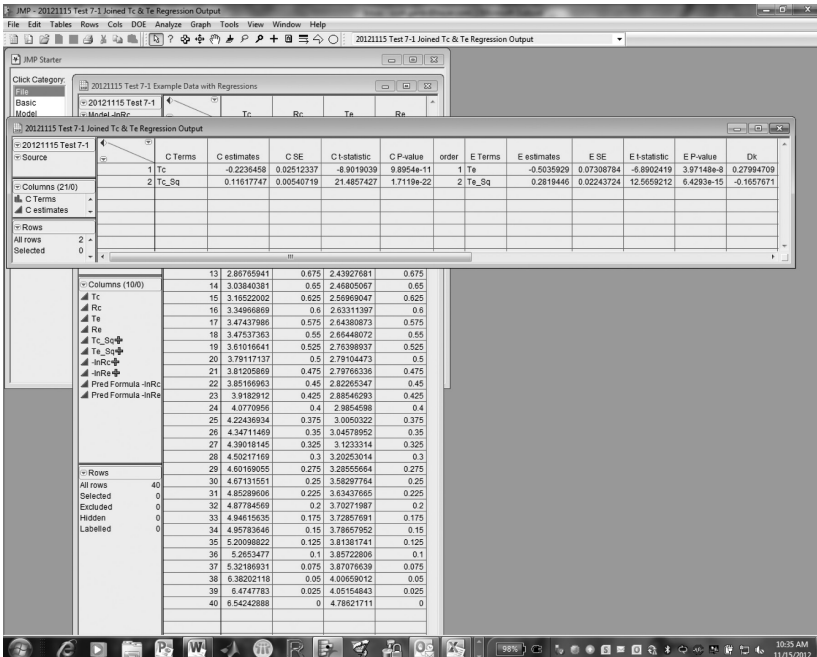 JMP - 20121115 Test 7-1 Joined Tc & Te Regression Output
File Edit Tables Rows Cols DOE Analyze Graph Tools View Window Help
20121115 Test 7-1 Joined Tc & Te Regression Output
JMP Starter
Click Category:
File
Basic
Model
20121115 Test 7-1 Example Data with Regressions
20121115 Test 7-1
Model -lnRc
Tc Rc Te Re
20121115 Test 7-1 Joined Tc & Te Regression Output
20121115 Test 7-1
Source
Columns (21/0)
C Terms
C estimates
Rows
All rows 2
Selected 0
C Terms C estimates C SE C t-statistic C P-value order E Terms E estimates E SE E t-statistic E P-value Dk
1 Tc -0.2236458 0.02512337 -8.9019039 9.8954e-11 1 Te -0.5035929 0.07308784 -6.8902419 3.97148e-8 0.27994709
2 Tc_Sq 0.11617747 0.00540719 21.4857427 1.7119e-22 2 Te_Sq 0.2819446 0.02243724 12.5659212 6.4293e-15 -0.1657671
Columns (10/0)
Tc
Rc
Te
Re
Tc_Sq
Te_Sq
-lnRc
-lnRe
Pred Formula -lnRc
Pred Formula -lnRe
Rows
All rows 40
Selected 0
Excluded 0
Hidden 0
Labelled 0
13 2.86765941 0.675 2.43927681 0.675
14 3.03840381 0.65 2.46805067 0.65
15 3.16522002 0.625 2.56969047 0.625
16 3.34966869 0.6 2.63311397 0.6
17 3.47437986 0.575 2.64380873 0.575
18 3.47537363 0.55 2.66448072 0.55
19 3.61016641 0.525 2.76398937 0.525
20 3.79117137 0.5 2.79104473 0.5
21 3.81205869 0.475 2.79766336 0.475
22 3.85166963 0.45 2.82265347 0.45
23 3.9182912 0.425 2.88546293 0.425
24 4.0770956 0.4 2.9854598 0.4
25 4.22436934 0.375 3.0050322 0.375
26 4.34711469 0.35 3.04578952 0.35
27 4.39018145 0.325 3.1233314 0.325
28 4.50217169 0.3 3.20253014 0.3
29 4.60169055 0.275 3.28555664 0.275
30 4.67131551 0.25 3.58297764 0.25
31 4.85289606 0.225 3.63437665 0.225
32 4.87784569 0.2 3.70271987 0.2
33 4.94615635 0.175 3.72857691 0.175
34 4.95783646 0.15 3.78657952 0.15
35 5.20098822 0.125 3.81381741 0.125
36 5.2653477 0.1 3.85722806 0.1
37 5.32186931 0.075 3.87076639 0.075
38 6.38202118 0.05 4.00659012 0.05
39 6.4747783 0.025 4.05154843 0.025
40 6.54242888 0 4.78621711 0
98%
10:35 AM
11/15/2012